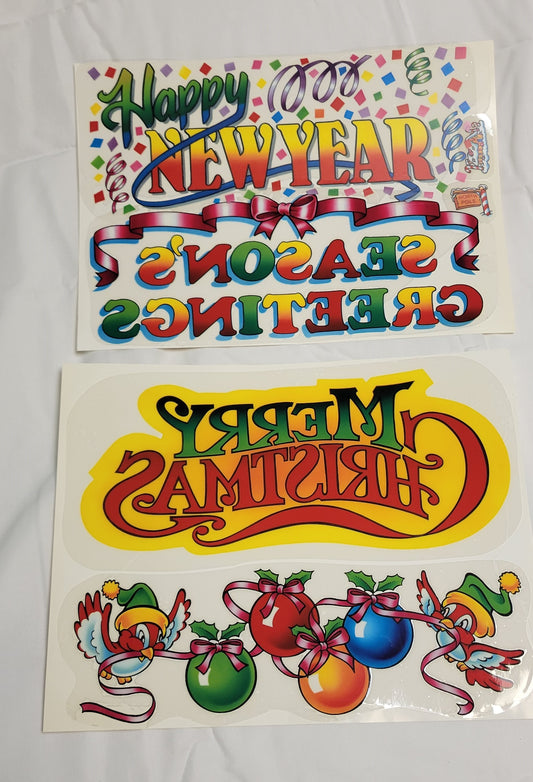 Happy
NEW YEAR
SEASON'S
GREETINGS
MERRY
CHRISTMAS